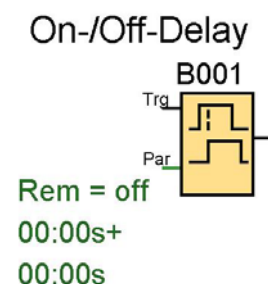 On-/Off-Delay
B001
Trg
Par
Rem = off
00:00s+
00:00s